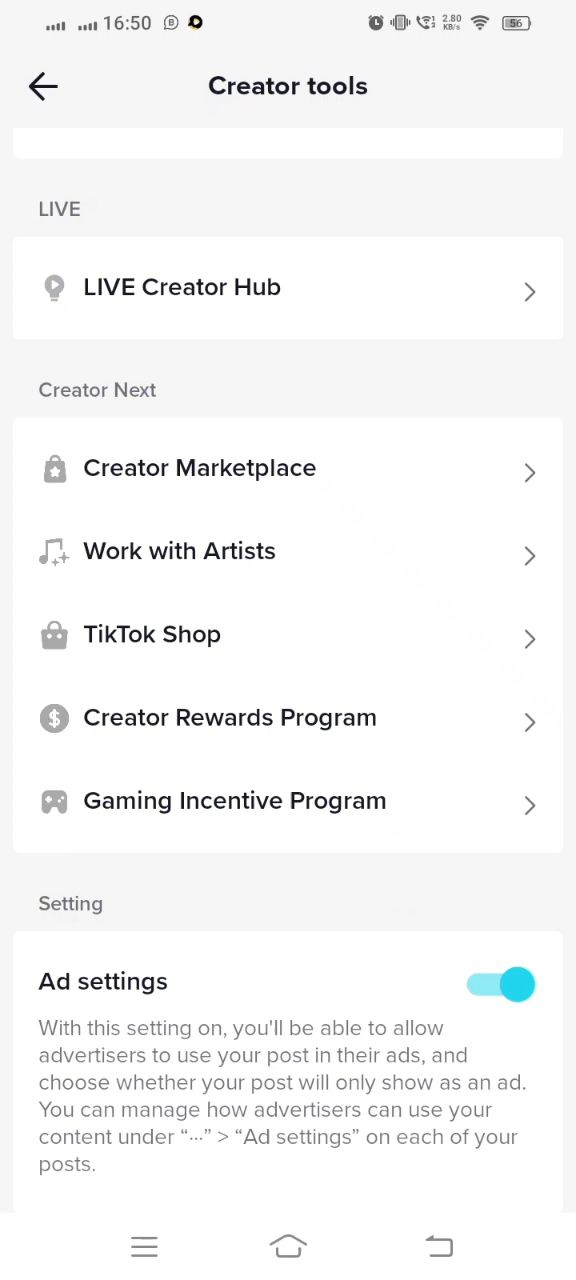 16:50 B 2.80 KB/s 56
Creator tools
LIVE
LIVE Creator Hub
Creator Next
Creator Marketplace
Work with Artists
TikTok Shop
$ Creator Rewards Program
Gaming Incentive Program
Setting
Ad settings
With this setting on, you'll be able to allow
advertisers to use your post in their ads, and
choose whether your post will only show as an ad.
You can manage how advertisers can use your
content under “···” > “Ad settings” on each of your
posts.